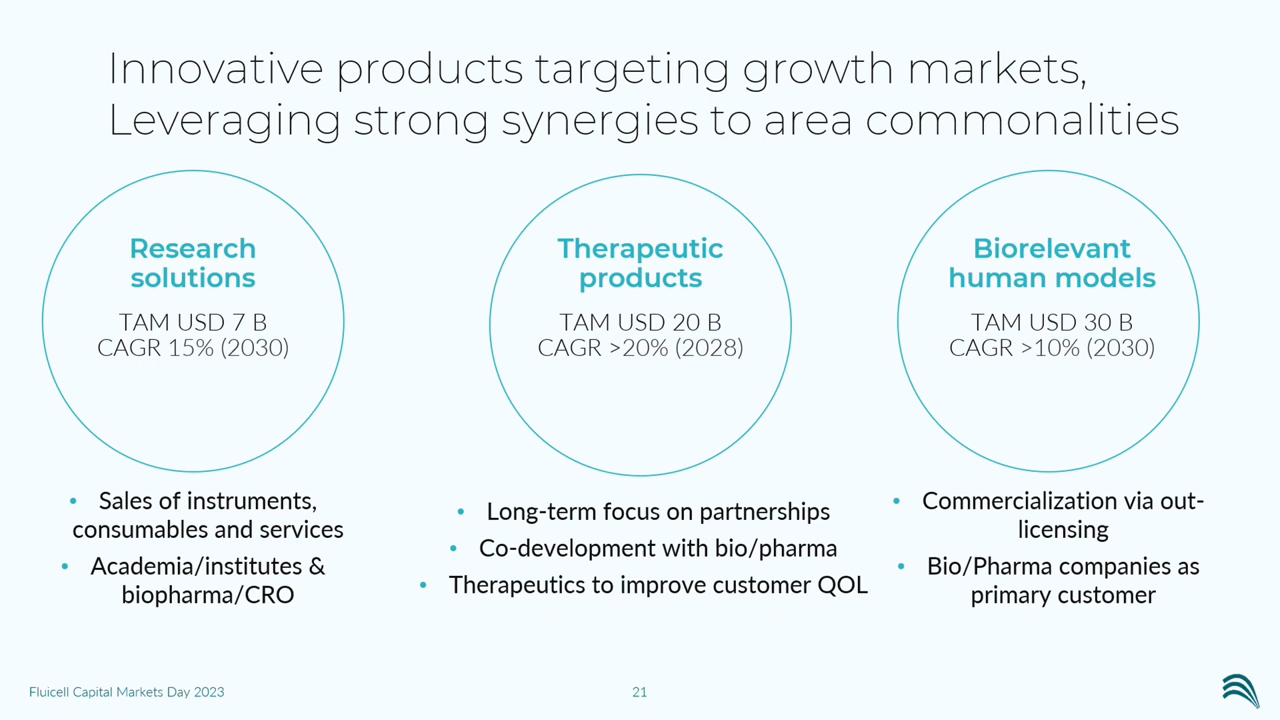 Innovative products targeting growth markets,
Leveraging strong synergies to area commonalities
Research
solutions
TAM USD 7 B
CAGR 15% (2030)
• Sales of instruments,
consumables and services
• Academia/institutes &
biopharma/CRO
Therapeutic
products
TAM USD 20 B
CAGR >20% (2028)
• Long-term focus on partnerships
• Co-development with bio/pharma
• Therapeutics to improve customer QOL
Biorelevant
human models
TAM USD 30 B
CAGR >10% (2030)
• Commercialization via out-
licensing
• Bio/Pharma companies as
primary customer
Fluicell Capital Markets Day 2023
21